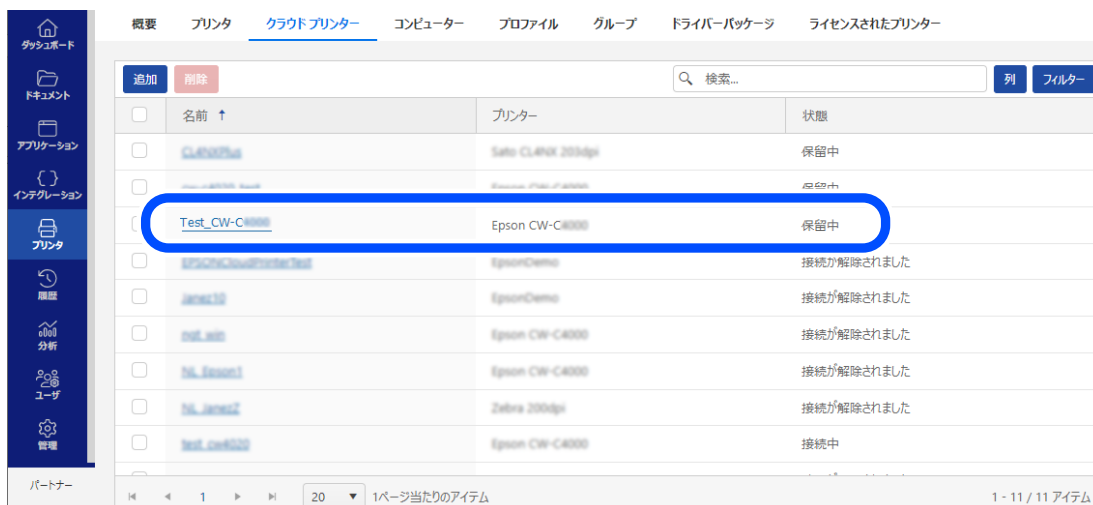 概要 プリンタ クラウド プリンター コンピューター プロファイル グループ ドライバーパッケージ ライセンスされたプリンター
ダッシュボード
ドキュメント
アプリケーション
インテグレーション
プリンタ
履歴
分析
ユーザ
管理
パートナー
追加 削除 検索... 列 フィルター
名前 ↑ プリンター 状態
CL4NXPlus Sato CL4NX 203dpi 保留中
Epson CW-C4000 保留中
Test_CW-C4000 Epson CW-C4000 保留中
EPSONCloudPrinterTest EpsonDemo 接続が解除されました
Janez10 EpsonDemo 接続が解除されました
ngt_win Epson CW-C4000 接続が解除されました
NL_Epson1 Epson CW-C4000 接続が解除されました
NL_JanezZ Zebra 200dpi 接続が解除されました
test_cw4020 Epson CW-C4000 接続中
1 20 1ページ当たりのアイテム 1 - 11 / 11 アイテム